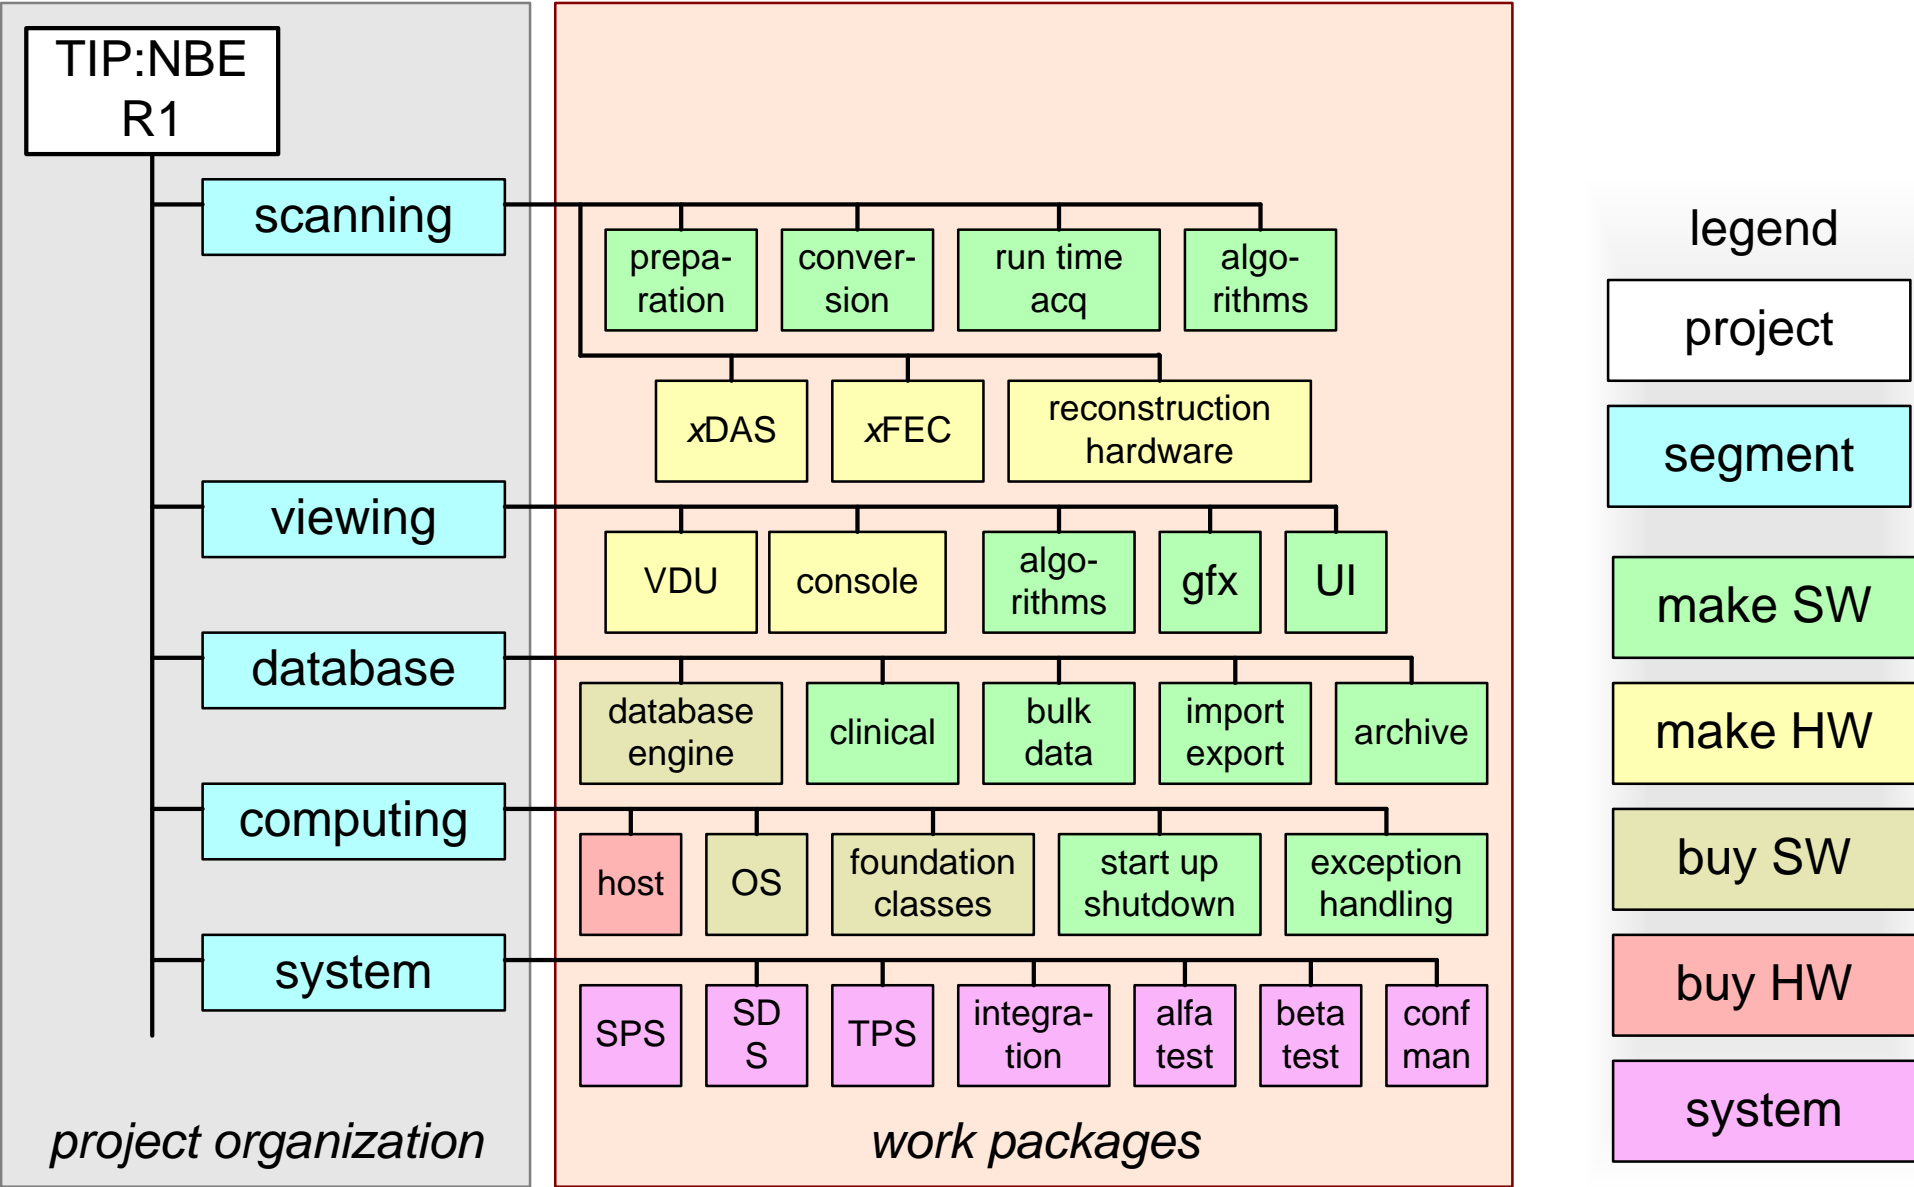 TIP:NBE
R1
scanning
prepa-
ration
conver-
sion
run time
acq
algo-
rithms
xDAS
xFEC
reconstruction
hardware
viewing
VDU
console
algo-
rithms
gfx
UI
database
database
engine
clinical
bulk
data
import
export
archive
computing
host
OS
foundation
classes
start up
shutdown
exception
handling
system
SPS
SD
S
TPS
integra-
tion
alfa
test
beta
test
conf
man
project organization
work packages
legend
project
segment
make SW
make HW
buy SW
buy HW
system